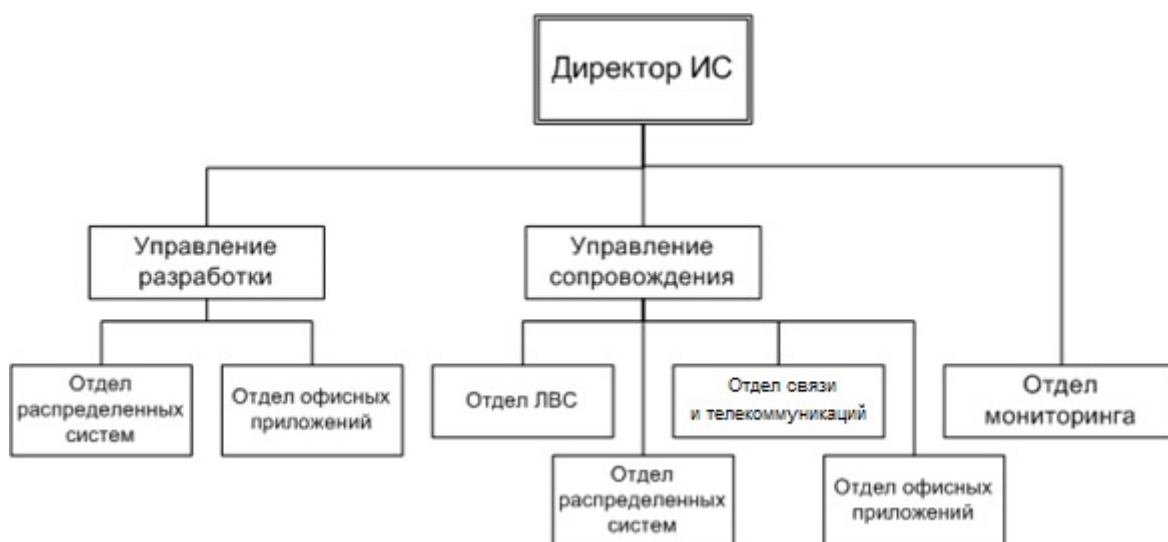 Директор ИС
Управление
разработки
Управление
сопровождения
Отдел
распределенных
систем
Отдел офисных
приложений
Отдел ЛВС
Отдел связи
и телекоммуникаций
Отдел
мониторинга
Отдел
распределенных
систем
Отдел офисных
приложений